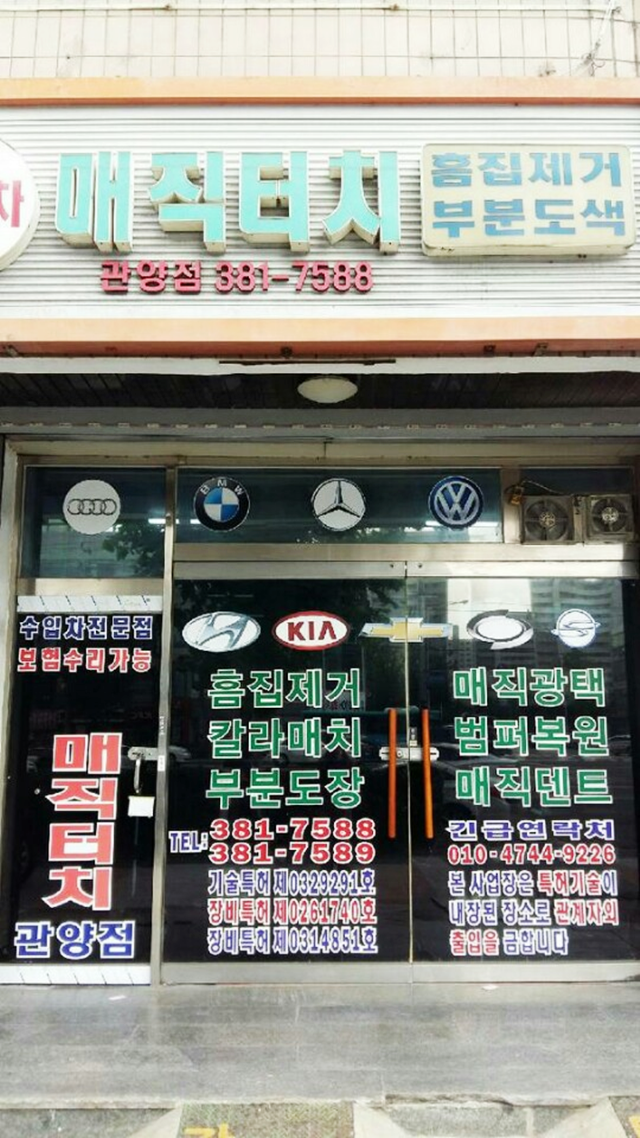 차
매직터치
흠집제거
부분도색
관양점 381-7588
BMW
수입차전문점
보험수리가능
KIA
흠집제거
칼라매치
부분도장
매직광택
범퍼복원
매직덴트
매직터치
관양점
TEL: 381-7588
381-7589
기술특허 제0329291호
장비특허 제0261740호
장비특허 제0314851호
긴급연락처
010-4744-9226
본 사업장은 특허기술이
내장된 장소로 관계자외
출입을 금합니다